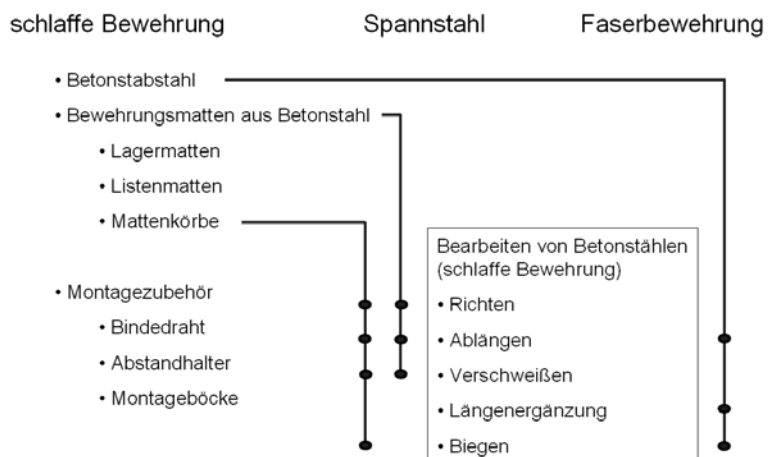 schlaffe Bewehrung Spannstahl Faserbewehrung
• Betonstabstahl
• Bewehrungsmatten aus Betonstahl
• Lagermatten
• Listenmatten
• Mattenkörbe
• Montagezubehör
• Bindedraht
• Abstandhalter
• Montageböcke
Bearbeiten von Betonstählen
(schlaffe Bewehrung)
• Richten
• Ablängen
• Verschweißen
• Längenergänzung
• Biegen